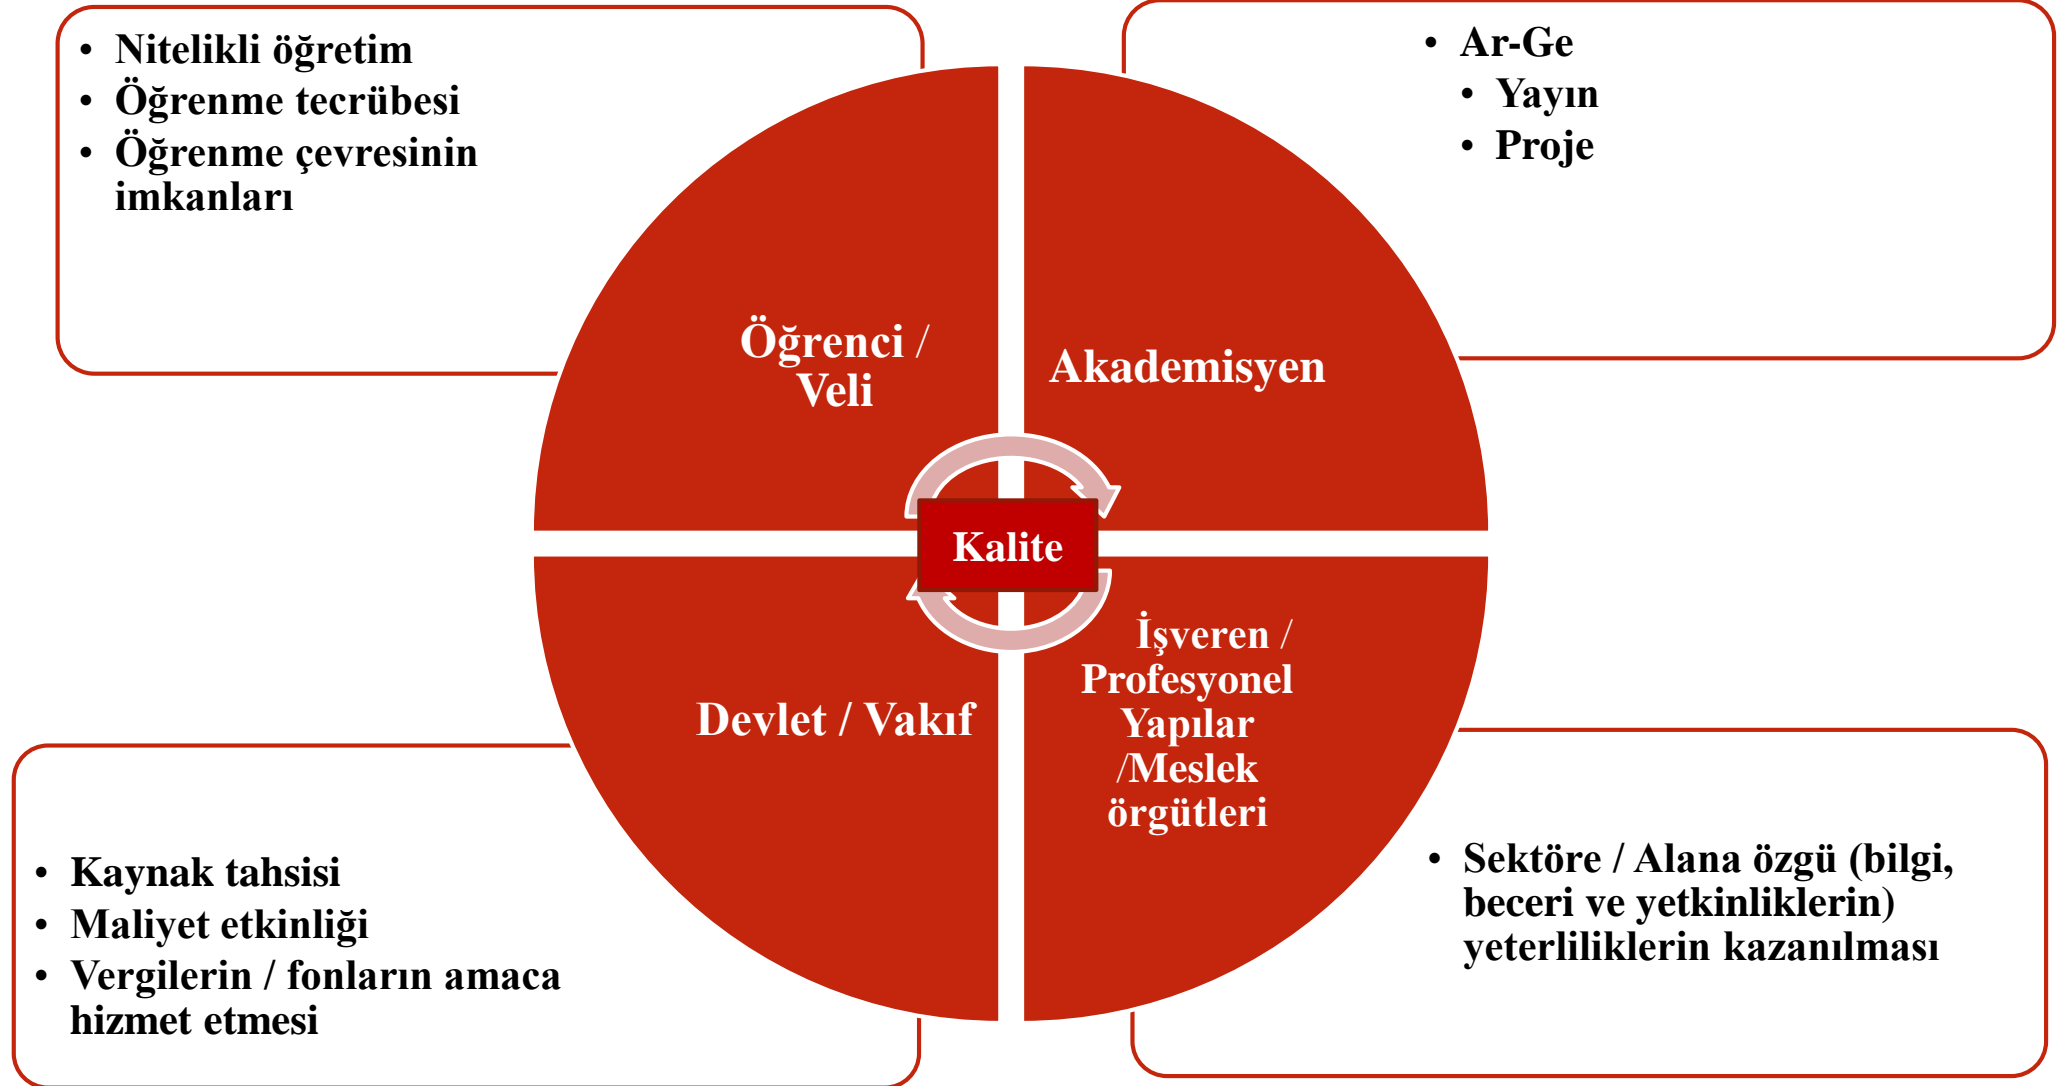 • Nitelikli öğretim
• Öğrenme tecrübesi
• Öğrenme çevresinin
imkanları
• Ar-Ge
• Yayın
• Proje
Öğrenci /
Veli
Akademisyen
Kalite
Devlet / Vakıf
İşveren /
Profesyonel
Yapılar
/Meslek
örgütleri
• Kaynak tahsisi
• Maliyet etkinliği
• Vergilerin / fonların amaca
hizmet etmesi
• Sektöre / Alana özgü (bilgi,
beceri ve yetkinliklerin)
yeterliliklerin kazanılması